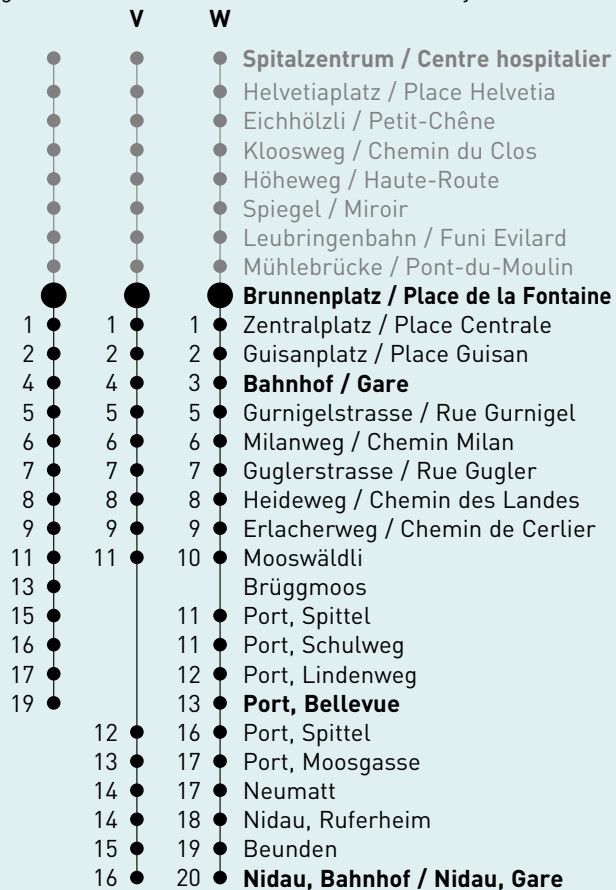 V W
Spitalzentrum / Centre hospitalier
Helvetiaplatz / Place Helvetia
Eichhölzli / Petit-Chêne
Kloosweg / Chemin du Clos
Höheweg / Haute-Route
Spiegel / Miroir
Leubringenbahn / Funi Evilard
Mühlebrücke / Pont-du-Moulin
Brunnenplatz / Place de la Fontaine
1 1 1 Zentralplatz / Place Centrale
2 2 2 Guisanplatz / Place Guisan
4 4 3 Bahnhof / Gare
5 5 5 Gurnigelstrasse / Rue Gurnigel
6 6 6 Milanweg / Chemin Milan
7 7 7 Guglerstrasse / Rue Gugler
8 8 8 Heideweg / Chemin des Landes
9 9 9 Erlacherweg / Chemin de Cerlier
11 11 10 Mooswäldli
13 Brüggmoos
15 11 Port, Spittel
16 11 Port, Schulweg
17 12 Port, Lindenweg
19 13 Port, Bellevue
12 16 Port, Spittel
13 17 Port, Moosgasse
14 17 Neumatt
14 18 Nidau, Ruferheim
15 19 Beunden
16 20 Nidau, Bahnhof / Nidau, Gare